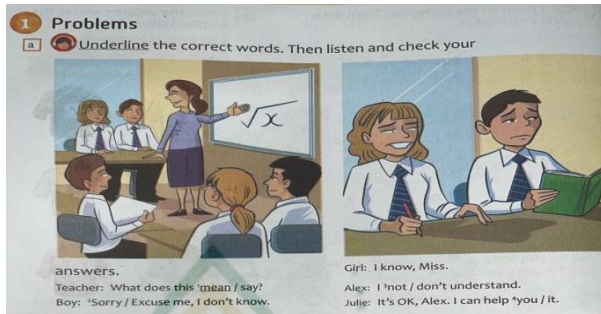 1 Problems
a Underline the correct words. Then listen and check your
√x
answers.
Teacher: What does this ¹mean / say?
Boy: ²Sorry / Excuse me, I don't know.
Girl: I know, Miss.
Alex: I ³not / don't understand.
Julie: It's OK, Alex. I can help ⁴you / it.